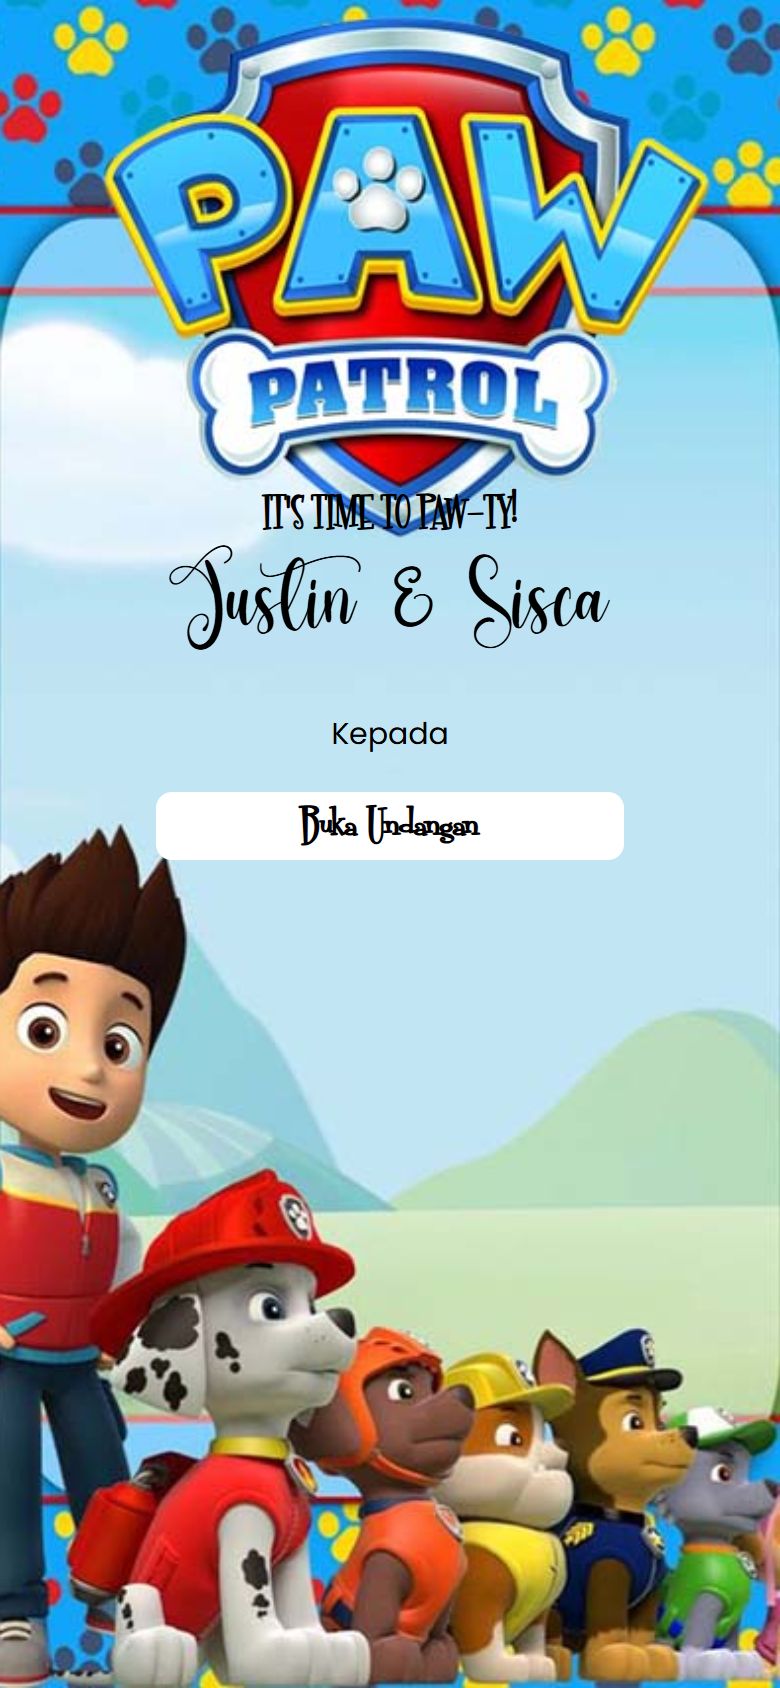 PAW
PATROL
IT'S TIME TO PAW-TY!
Justin & Sisca
Kepada
Buka Undangan